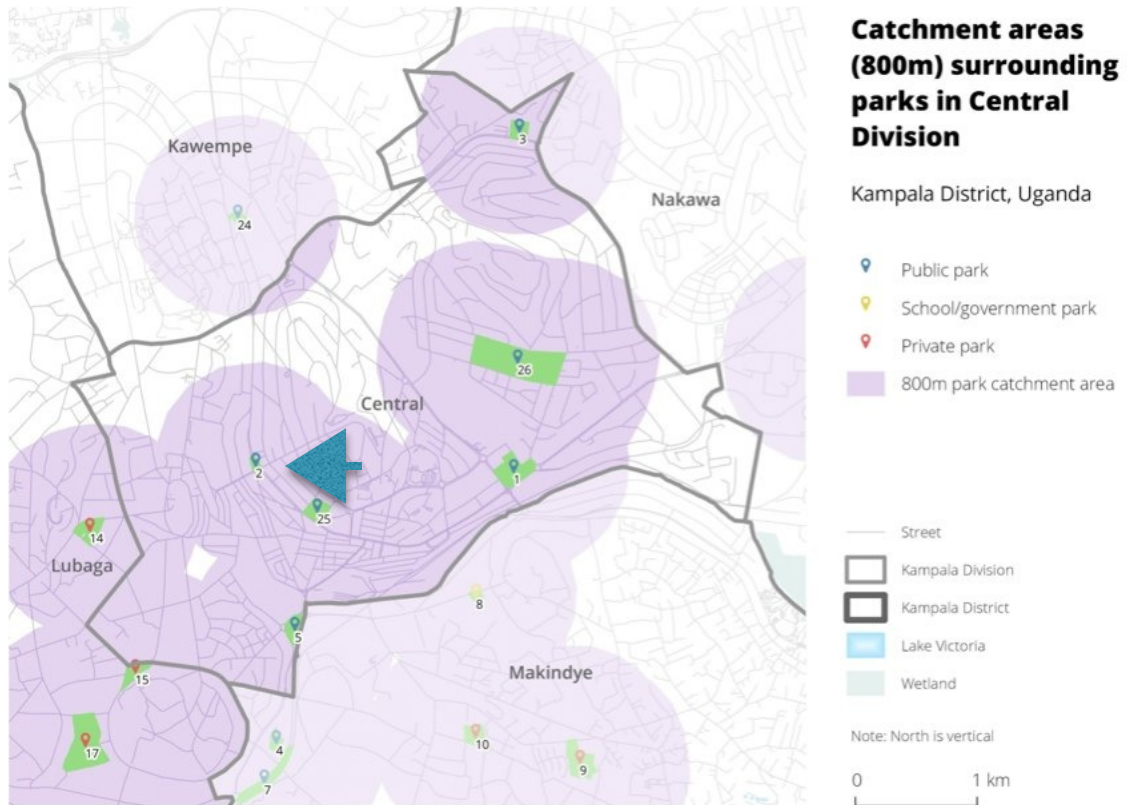 Catchment areas
(800m) surrounding
parks in Central
Division
Kampala District, Uganda
Public park
School/government park
Private park
800m park catchment area
Street
Kampala Division
Kampala District
Lake Victoria
Wetland
Note: North is vertical
0 1 km
3
Kawempe
Nakawa
24
26
Central
2
1
25
14
Lubaga
8
5
Makindye
15
4
10
17
9
7